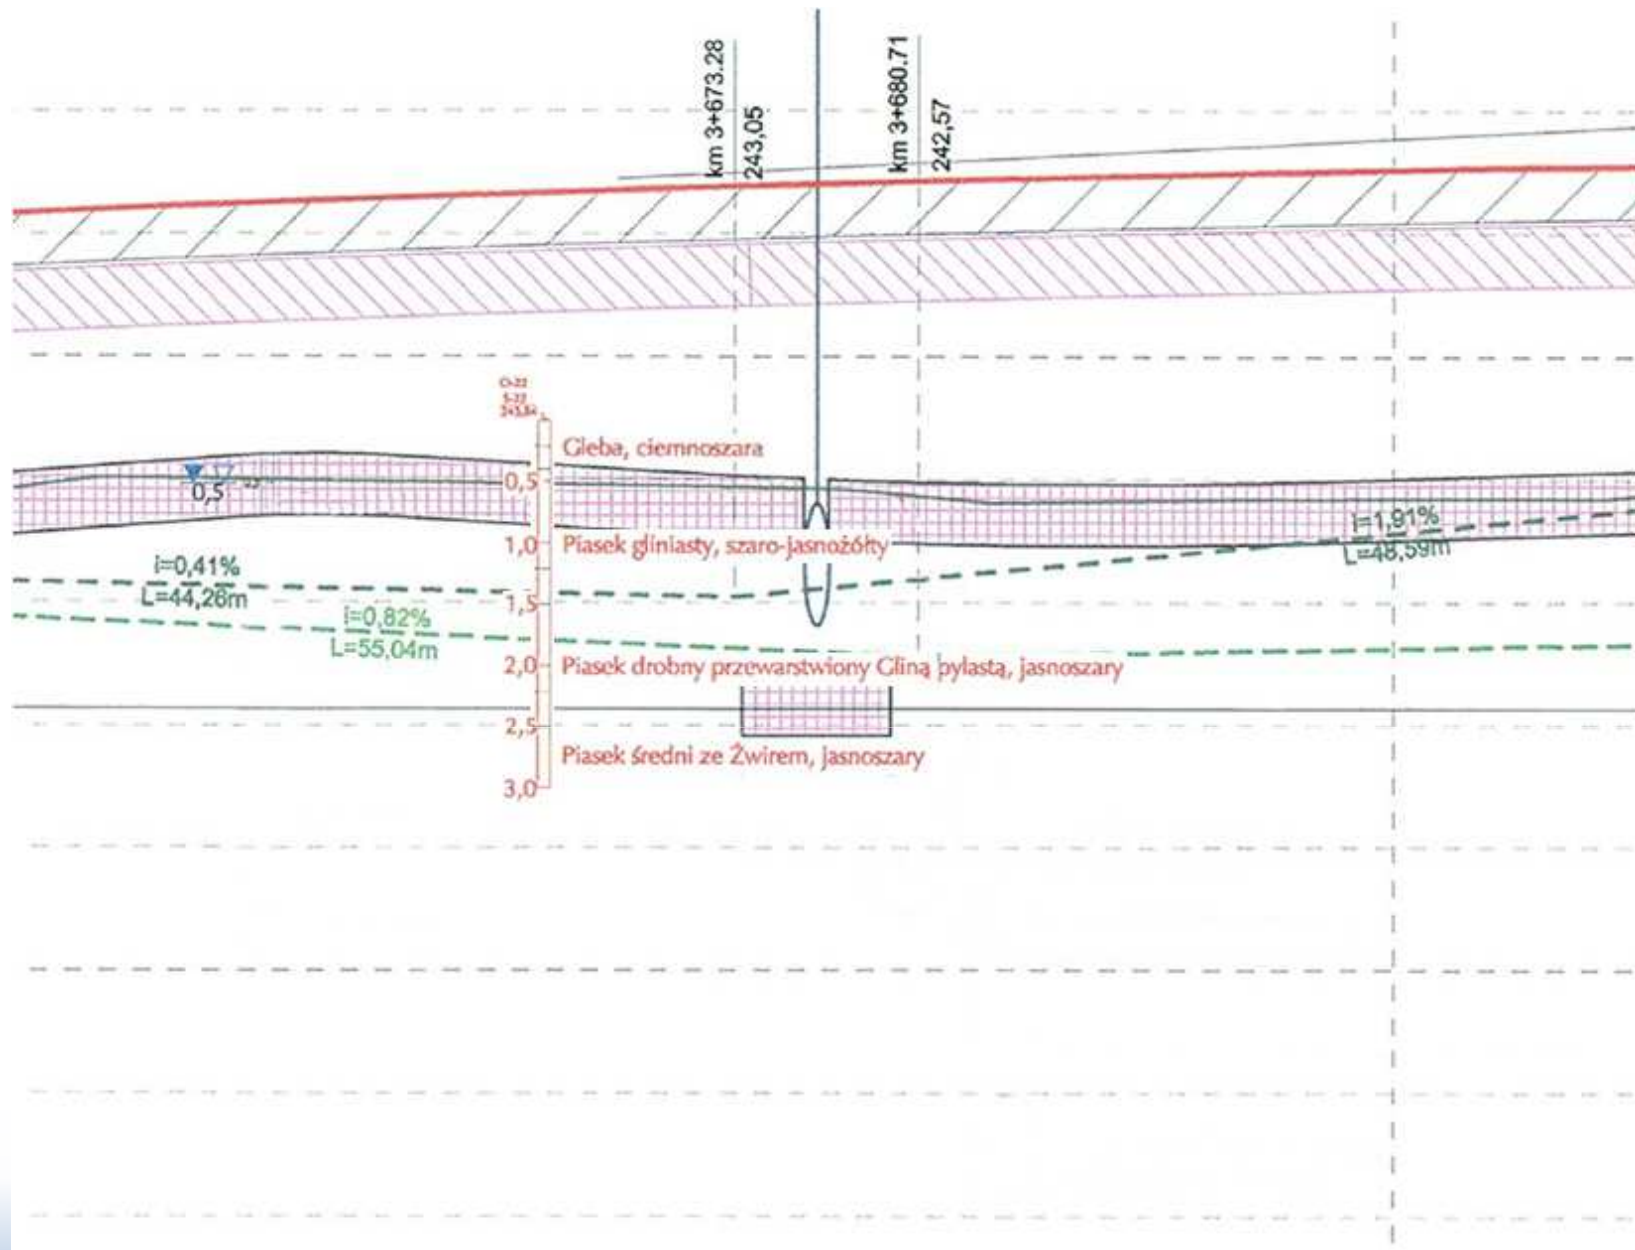 km 3+673.28
243,05
km 3+680.71
242,57
Gleba, ciemnoszara
0,5
0,5
1,0
Piasek gliniasty, szaro-jasnożółty
i=1,91%
L=48,59m
i=0,41%
L=44,26m
1,5
i=0,82%
L=55,04m
2,0
Piasek drobny przewarstwiony Gliną pylastą, jasnoszary
2,5
Piasek średni ze Żwirem, jasnoszary
3,0